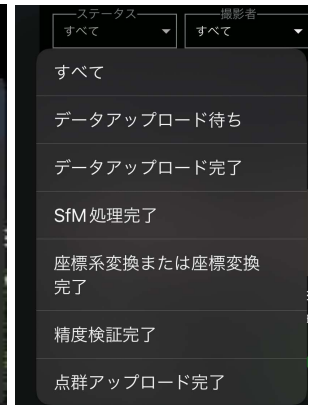 ステータス 撮影者
すべて すべて
すべて
データアップロード待ち
データアップロード完了
SfM 処理完了
座標系変換または座標変換
完了
精度検証完了
点群アップロード完了